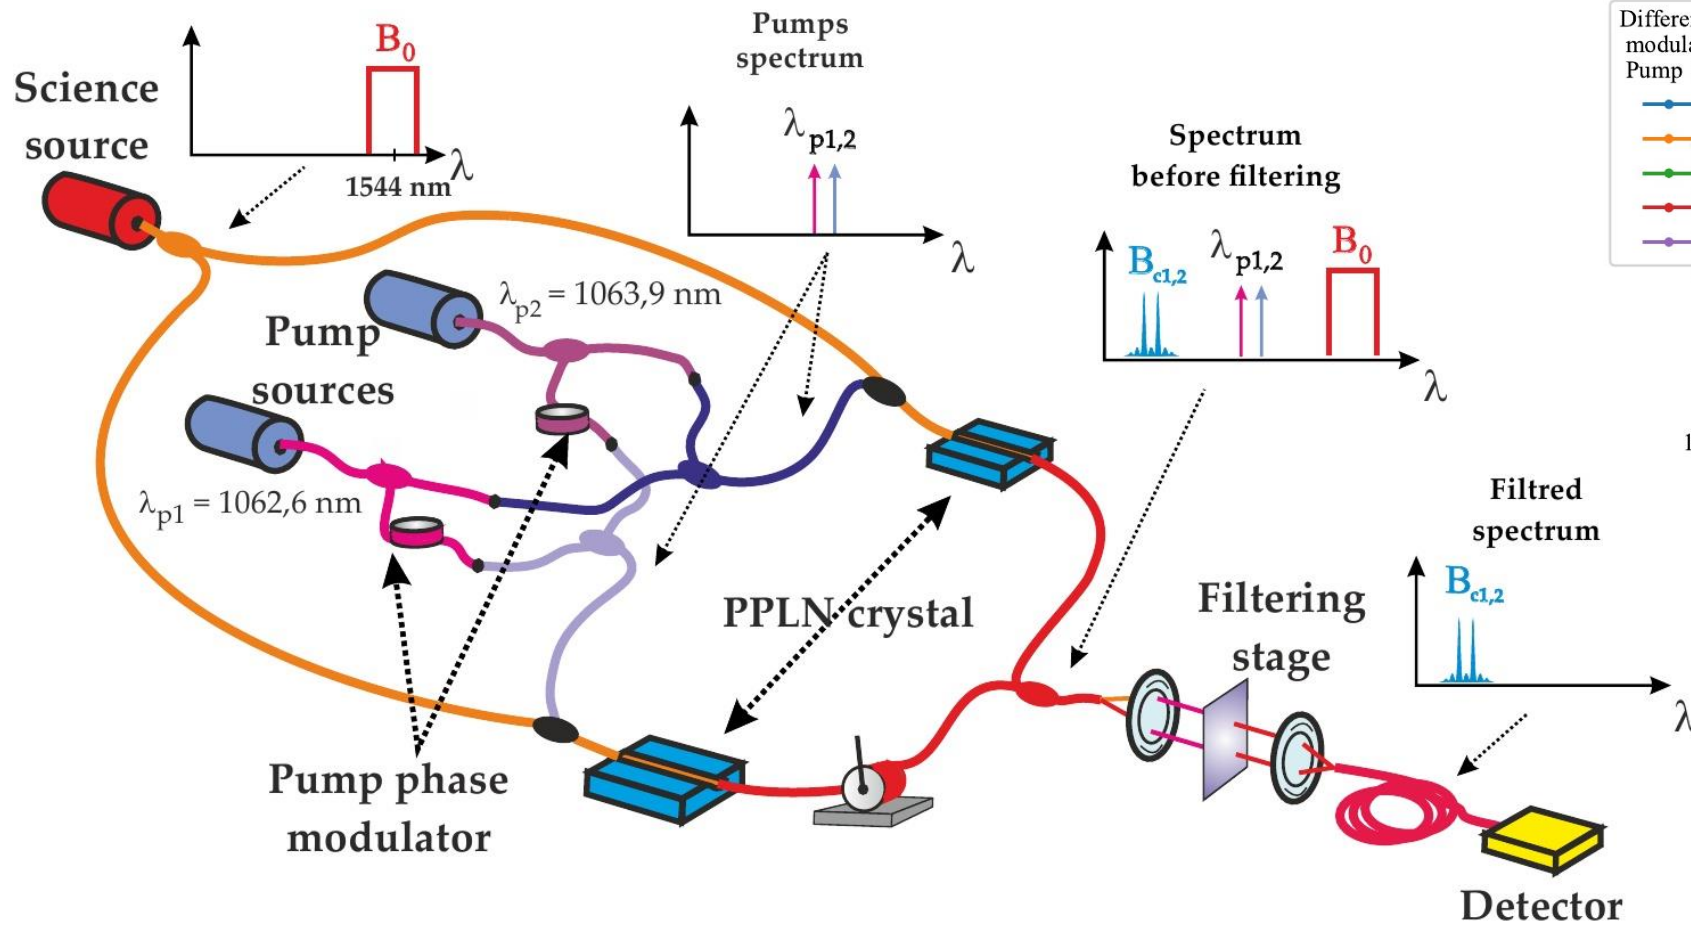 Science
source
B0
λ
1544 nm
Pumps
spectrum
λp1,2
λ
Spectrum
before filtering
Bc1,2
λp1,2
B0
λ
Pump
sources
λp2 = 1063,9 nm
λp1 = 1062,6 nm
PPLN crystal
Pump phase
modulator
Filtering
stage
Filtred
spectrum
Bc1,2
λ
Detector
Pump